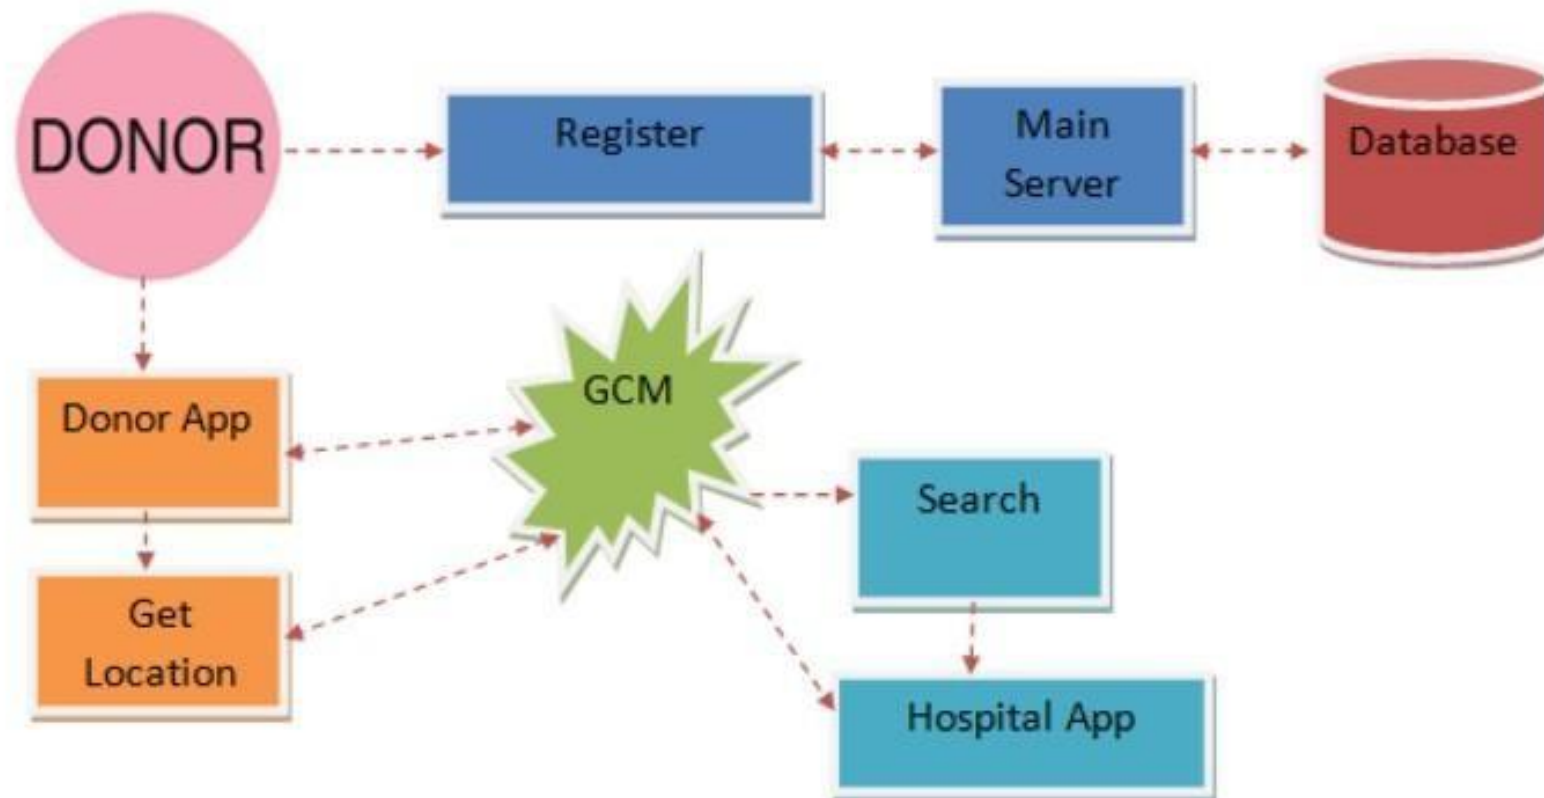 DONOR
Register
Main
Server
Database
GCM
Donor App
Search
Get
Location
Hospital App